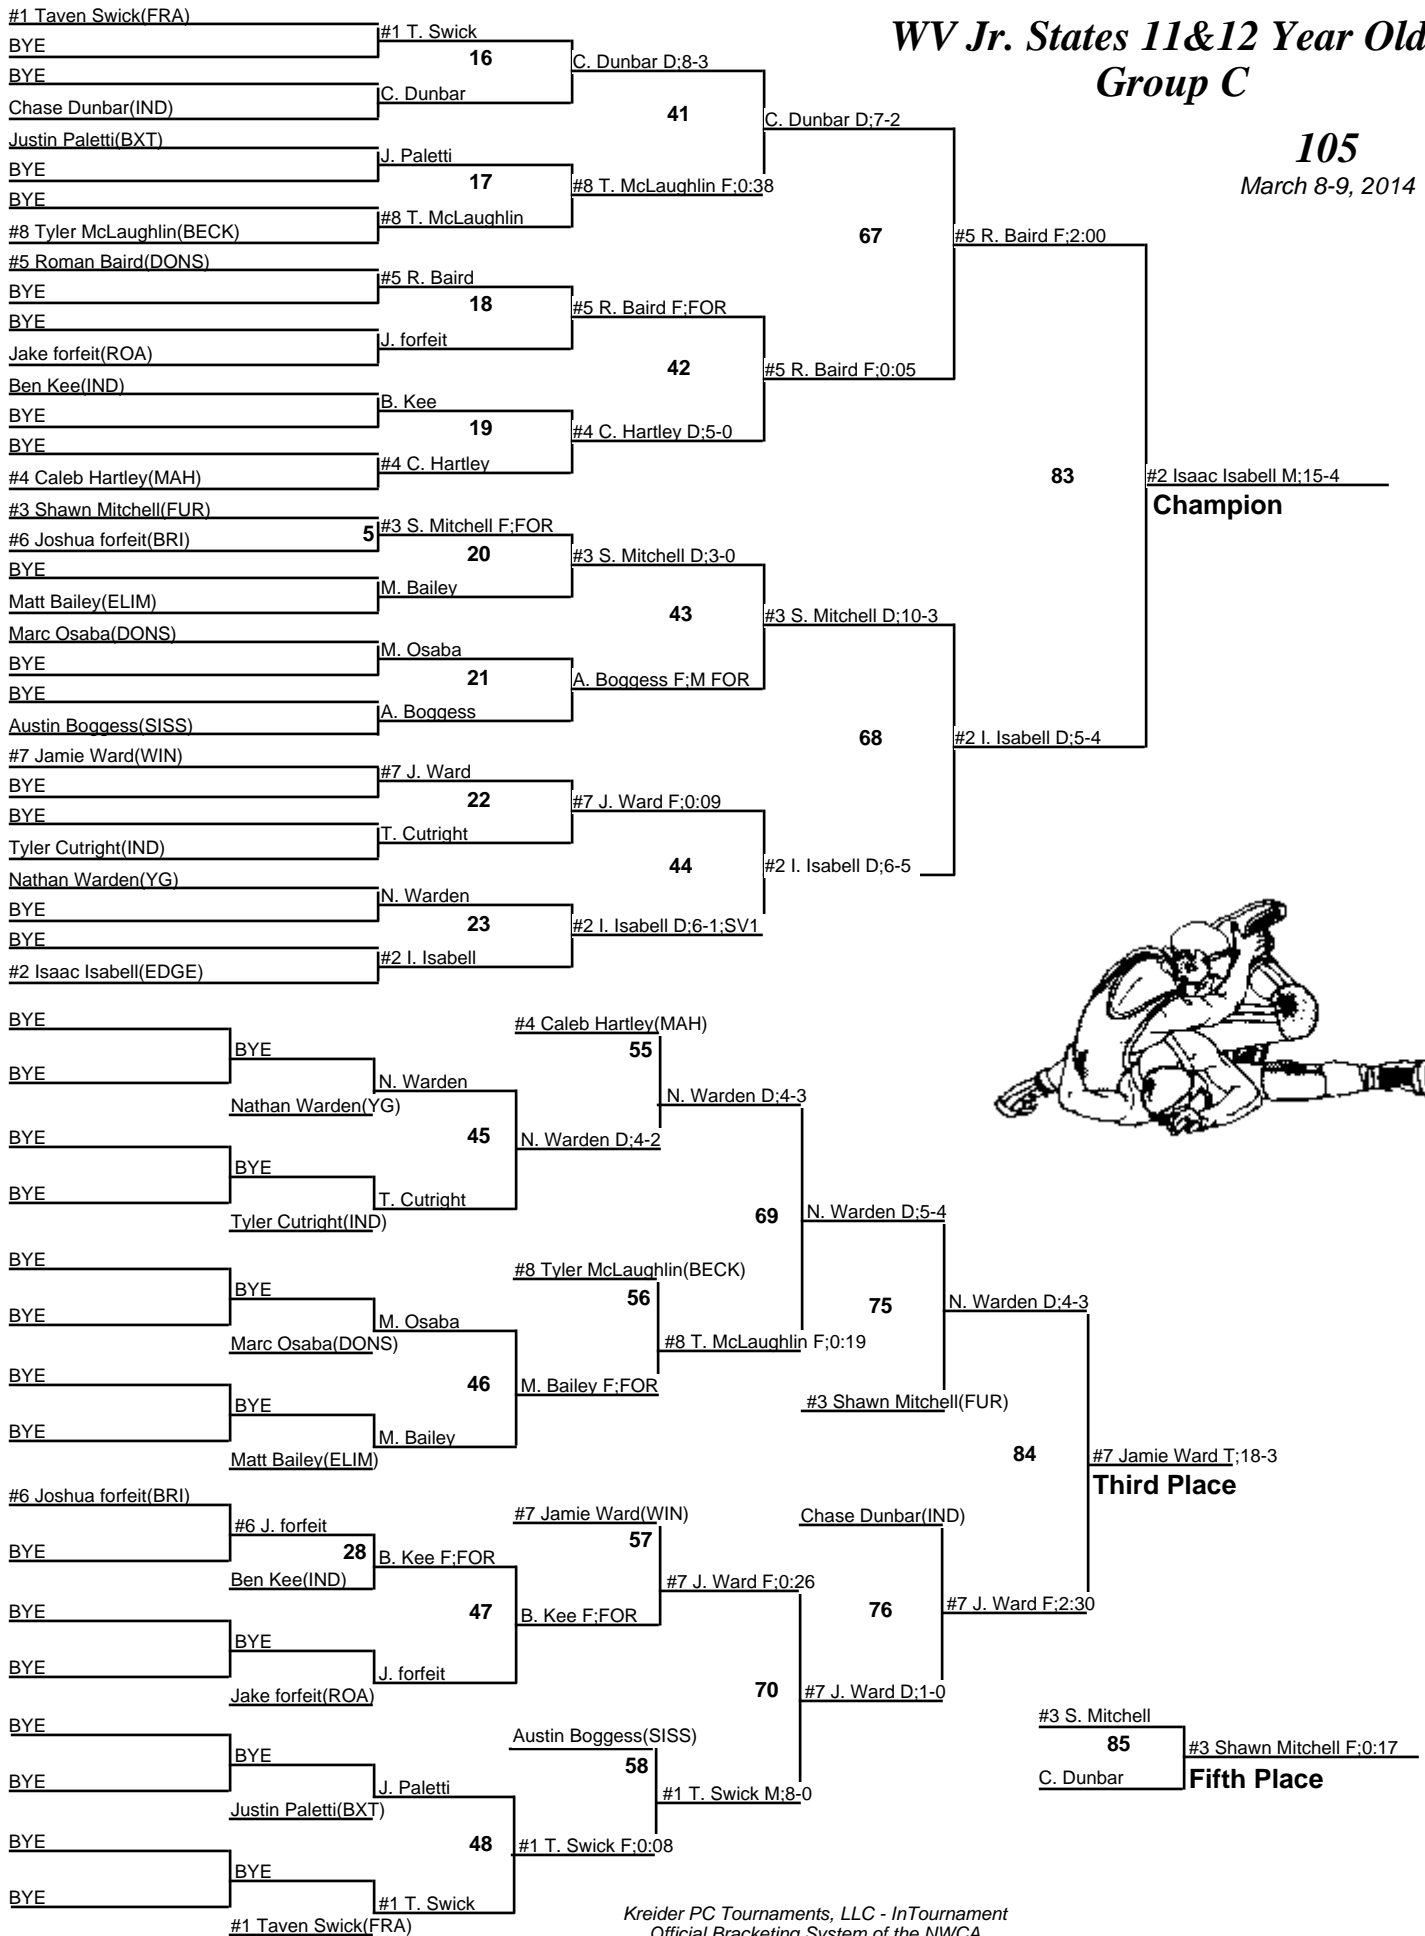 WV Jr. States 11&12 Year Old
Group C
105
March 8-9, 2014
#1 Taven Swick(FRA)
BYE
BYE
Chase Dunbar(IND)
Justin Paletti(BXT)
BYE
BYE
#8 Tyler McLaughlin(BECK)
#5 Roman Baird(DONS)
BYE
BYE
Jake forfeit(ROA)
Ben Kee(IND)
BYE
BYE
#4 Caleb Hartley(MAH)
#3 Shawn Mitchell(FUR)
#6 Joshua forfeit(BRI)
BYE
Matt Bailey(ELIM)
Marc Osaba(DONS)
BYE
BYE
Austin Boggess(SISS)
#7 Jamie Ward(WIN)
BYE
BYE
Tyler Cutright(IND)
Nathan Warden(YG)
BYE
BYE
#2 Isaac Isabell(EDGE)
5
#1 T. Swick
16
C. Dunbar
J. Paletti
17
#8 T. McLaughlin
#5 R. Baird
18
J. forfeit
B. Kee
19
#4 C. Hartley
#3 S. Mitchell F;FOR
20
M. Bailey
M. Osaba
21
A. Boggess
#7 J. Ward
22
T. Cutright
N. Warden
23
#2 I. Isabell
C. Dunbar D;8-3
41
#8 T. McLaughlin F;0:38
#5 R. Baird F;FOR
42
#4 C. Hartley D;5-0
#3 S. Mitchell D;3-0
43
A. Boggess F;M FOR
#7 J. Ward F;0:09
44
#2 I. Isabell D;6-1;SV1
C. Dunbar D;7-2
67
#5 R. Baird F;0:05
#3 S. Mitchell D;10-3
68
#2 I. Isabell D;6-5
#5 R. Baird F;2:00
83
#2 I. Isabell D;5-4
#2 Isaac Isabell M;15-4
Champion
BYE
BYE
BYE
BYE
BYE
BYE
BYE
BYE
#6 Joshua forfeit(BRI)
BYE
BYE
BYE
BYE
BYE
BYE
BYE
BYE
Nathan Warden(YG)
BYE
Tyler Cutright(IND)
BYE
Marc Osaba(DONS)
BYE
Matt Bailey(ELIM)
#6 J. forfeit
28
Ben Kee(IND)
BYE
Jake forfeit(ROA)
BYE
Justin Paletti(BXT)
BYE
#1 Taven Swick(FRA)
N. Warden
45
T. Cutright
M. Osaba
46
M. Bailey
B. Kee F;FOR
47
J. forfeit
J. Paletti
48
#1 T. Swick
#4 Caleb Hartley(MAH)
55
N. Warden D;4-2
#8 Tyler McLaughlin(BECK)
56
M. Bailey F;FOR
#7 Jamie Ward(WIN)
57
B. Kee F;FOR
Austin Boggess(SISS)
58
#1 T. Swick F;0:08
N. Warden D;4-3
69
#8 T. McLaughlin F;0:19
#7 J. Ward F;0:26
70
#1 T. Swick M;8-0
N. Warden D;5-4
75
#3 Shawn Mitchell(FUR)
Chase Dunbar(IND)
76
#7 J. Ward D;1-0
N. Warden D;4-3
84
#7 J. Ward F;2:30
#7 Jamie Ward T;18-3
Third Place
#3 S. Mitchell
85
C. Dunbar
#3 Shawn Mitchell F;0:17
Fifth Place
Kreider PC Tournaments, LLC - InTournament
Official Bracketing System of the NWCA